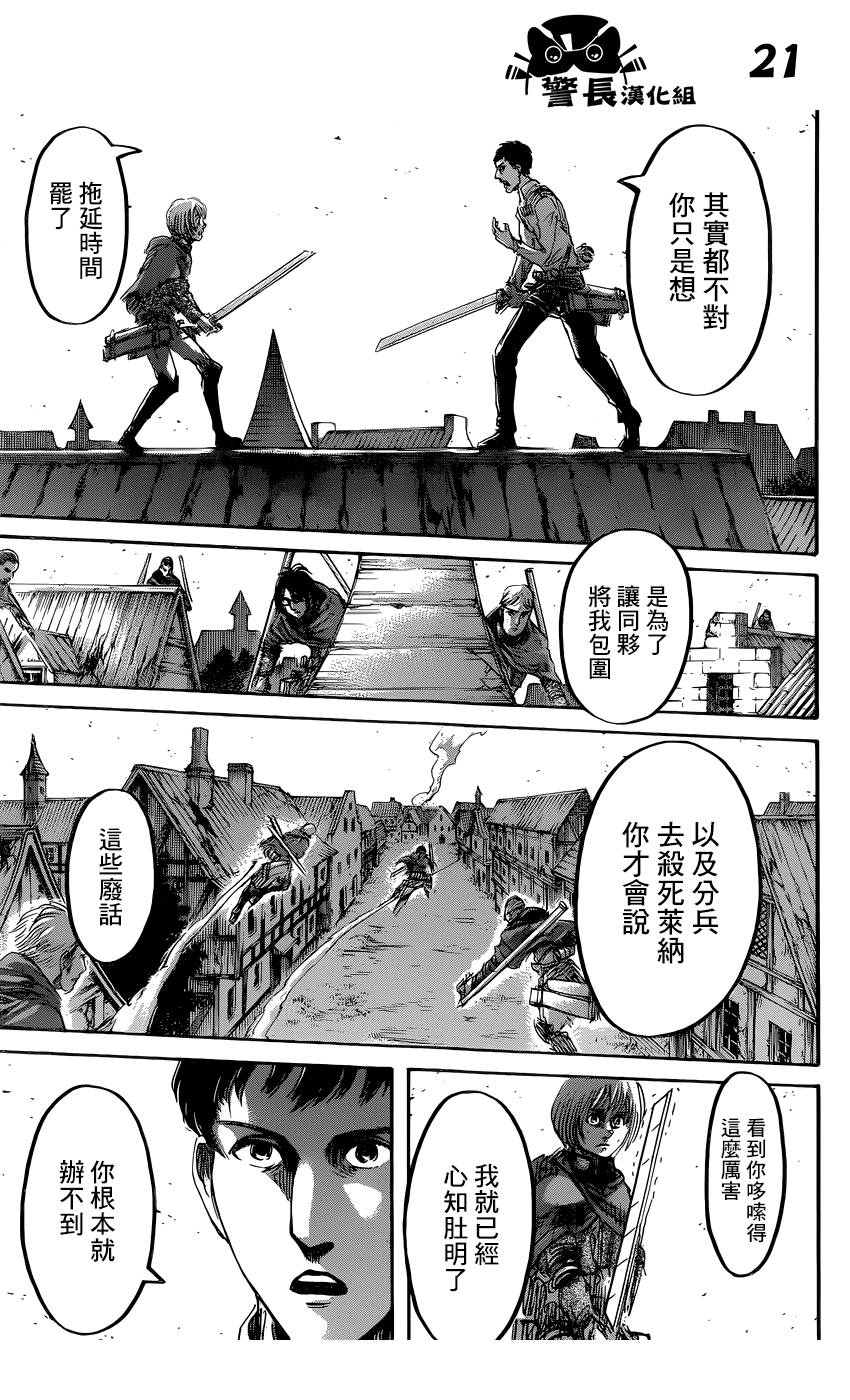 警長漢化組
21
其實都不對
你只是想
拖延時間
罷了
是為了
讓同夥
將我包圍
以及分兵
去殺死萊納
你才會說
這些廢話
看到你哆嗦得
這麼厲害
我就已經
心知肚明了
你根本就
辦不到